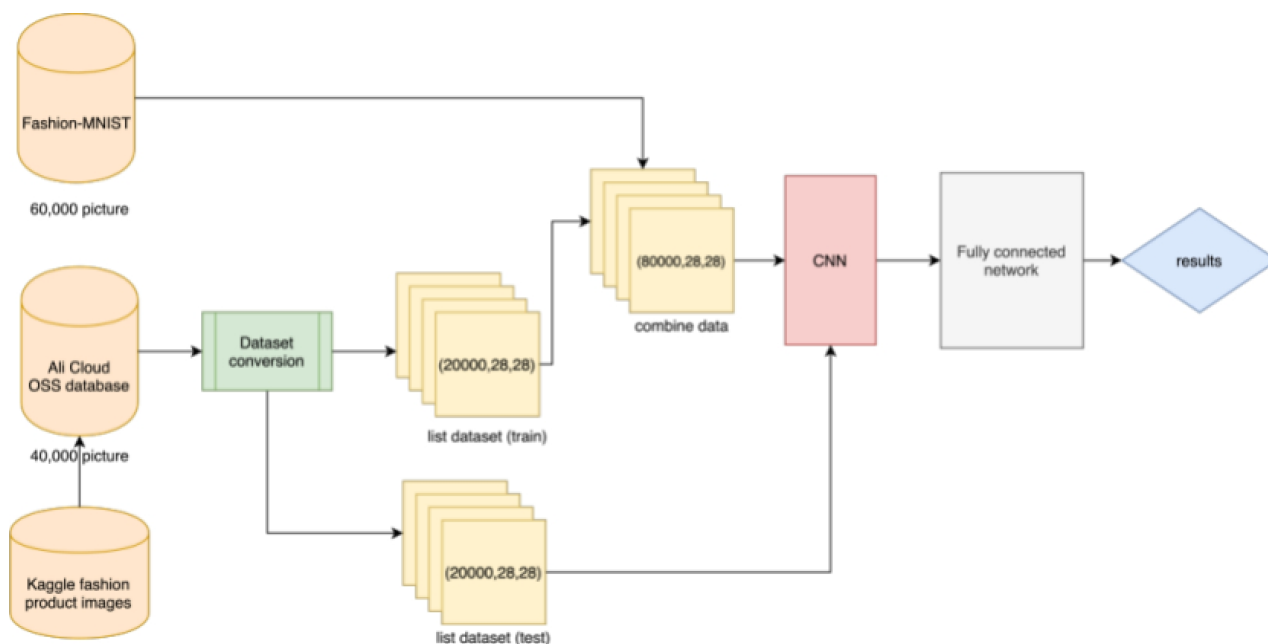 Fashion-MNIST
60,000 picture
(80000,28,28)
combine data
CNN
Fully connected
network
results
Ali Cloud
OSS database
40,000 picture
Dataset
conversion
(20000,28,28)
list dataset (train)
Kaggle fashion
product images
(20000,28,28)
list dataset (test)